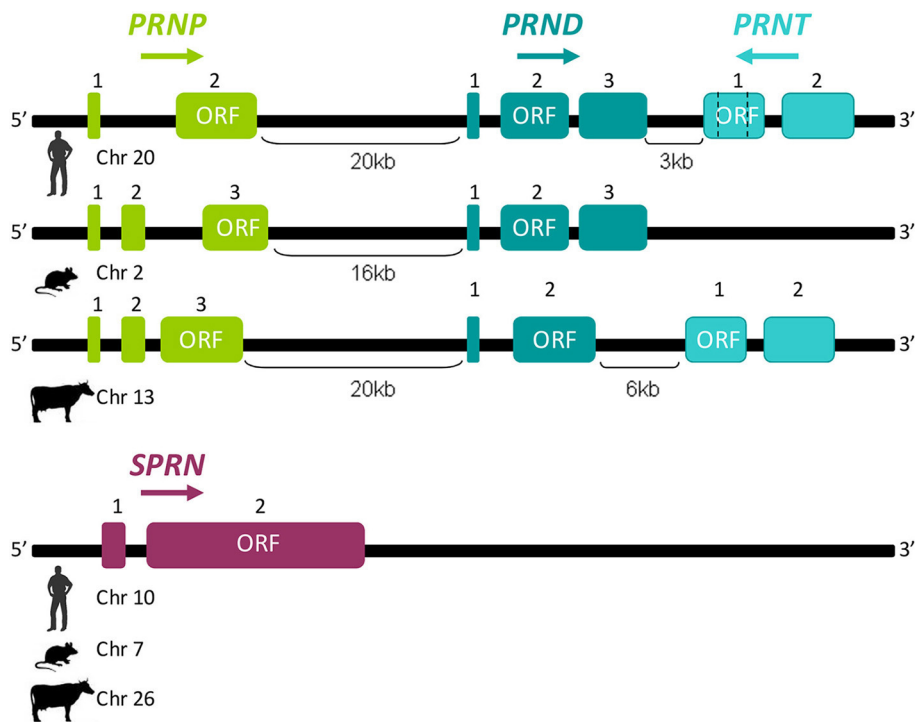 PRNP PRND PRNT
1 2 1 2 3 1 2
5′ ORF ORF ORF 3′
Chr 20 20kb 3kb
1 2 3 1 2 3
5′ ORF ORF 3′
Chr 2 16kb
1 2 3 1 2 1 2
5′ ORF ORF ORF 3′
Chr 13 20kb 6kb
SPRN
1 2
5′ ORF 3′
Chr 10
Chr 7
Chr 26